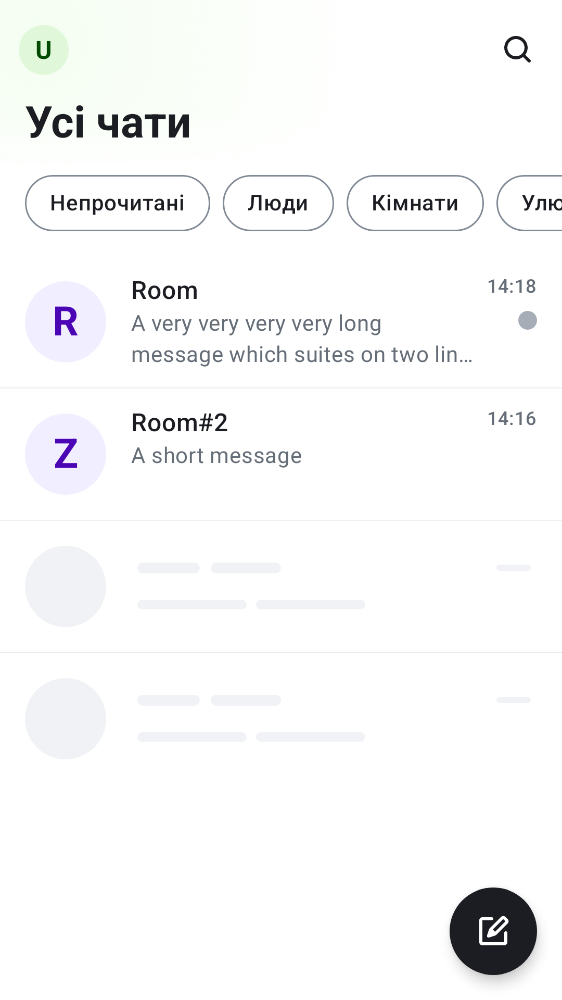 U
Усі чати
Непрочитані Люди Кімнати
R
Room
14:18
A very very very very long
message which suites on two lin…
Z
Room#2
14:16
A short message